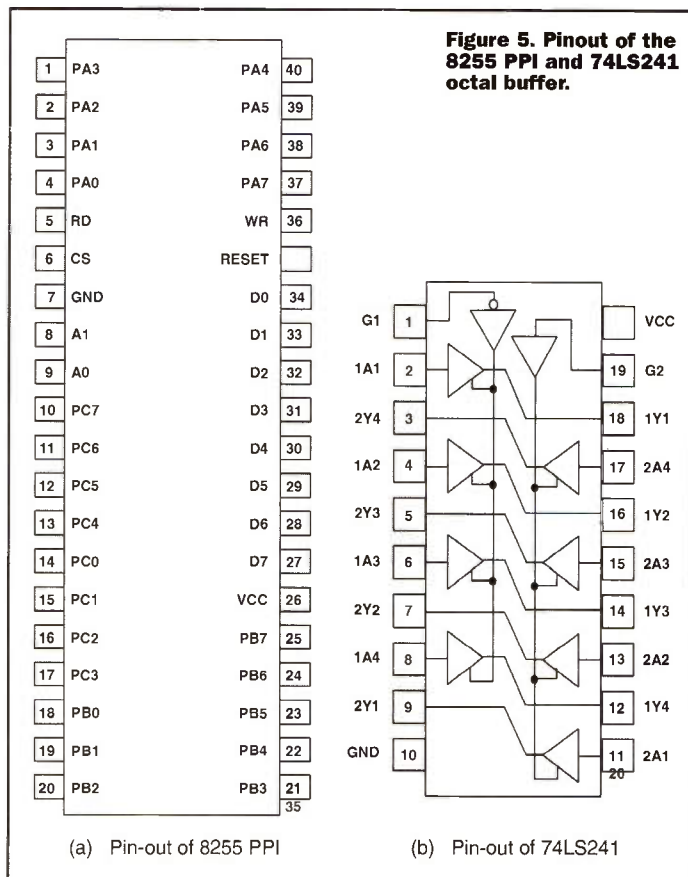 Figure 5. Pinout of the
8255 PPI and 74LS241
octal buffer.
1 PA3 PA4 40
2 PA2 PA5 39
3 PA1 PA6 38
4 PA0 PA7 37
5 RD WR 36
6 CS RESET
7 GND D0 34
8 A1 D1 33
9 A0 D2 32
10 PC7 D3 31
11 PC6 D4 30
12 PC5 D5 29
13 PC4 D6 28
14 PC0 D7 27
15 PC1 VCC 26
16 PC2 PB7 25
17 PC3 PB6 24
18 PB0 PB5 23
19 PB1 PB4 22
20 PB2 PB3 21
35
(a) Pin-out of 8255 PPI
G1 1 VCC
1A1 2 19 G2
2Y4 3 18 1Y1
1A2 4 17 2A4
2Y3 5 16 1Y2
1A3 6 15 2A3
2Y2 7 14 1Y3
1A4 8 13 2A2
2Y1 9 12 1Y4
GND 10 11 2A1
20
(b) Pin-out of 74LS241